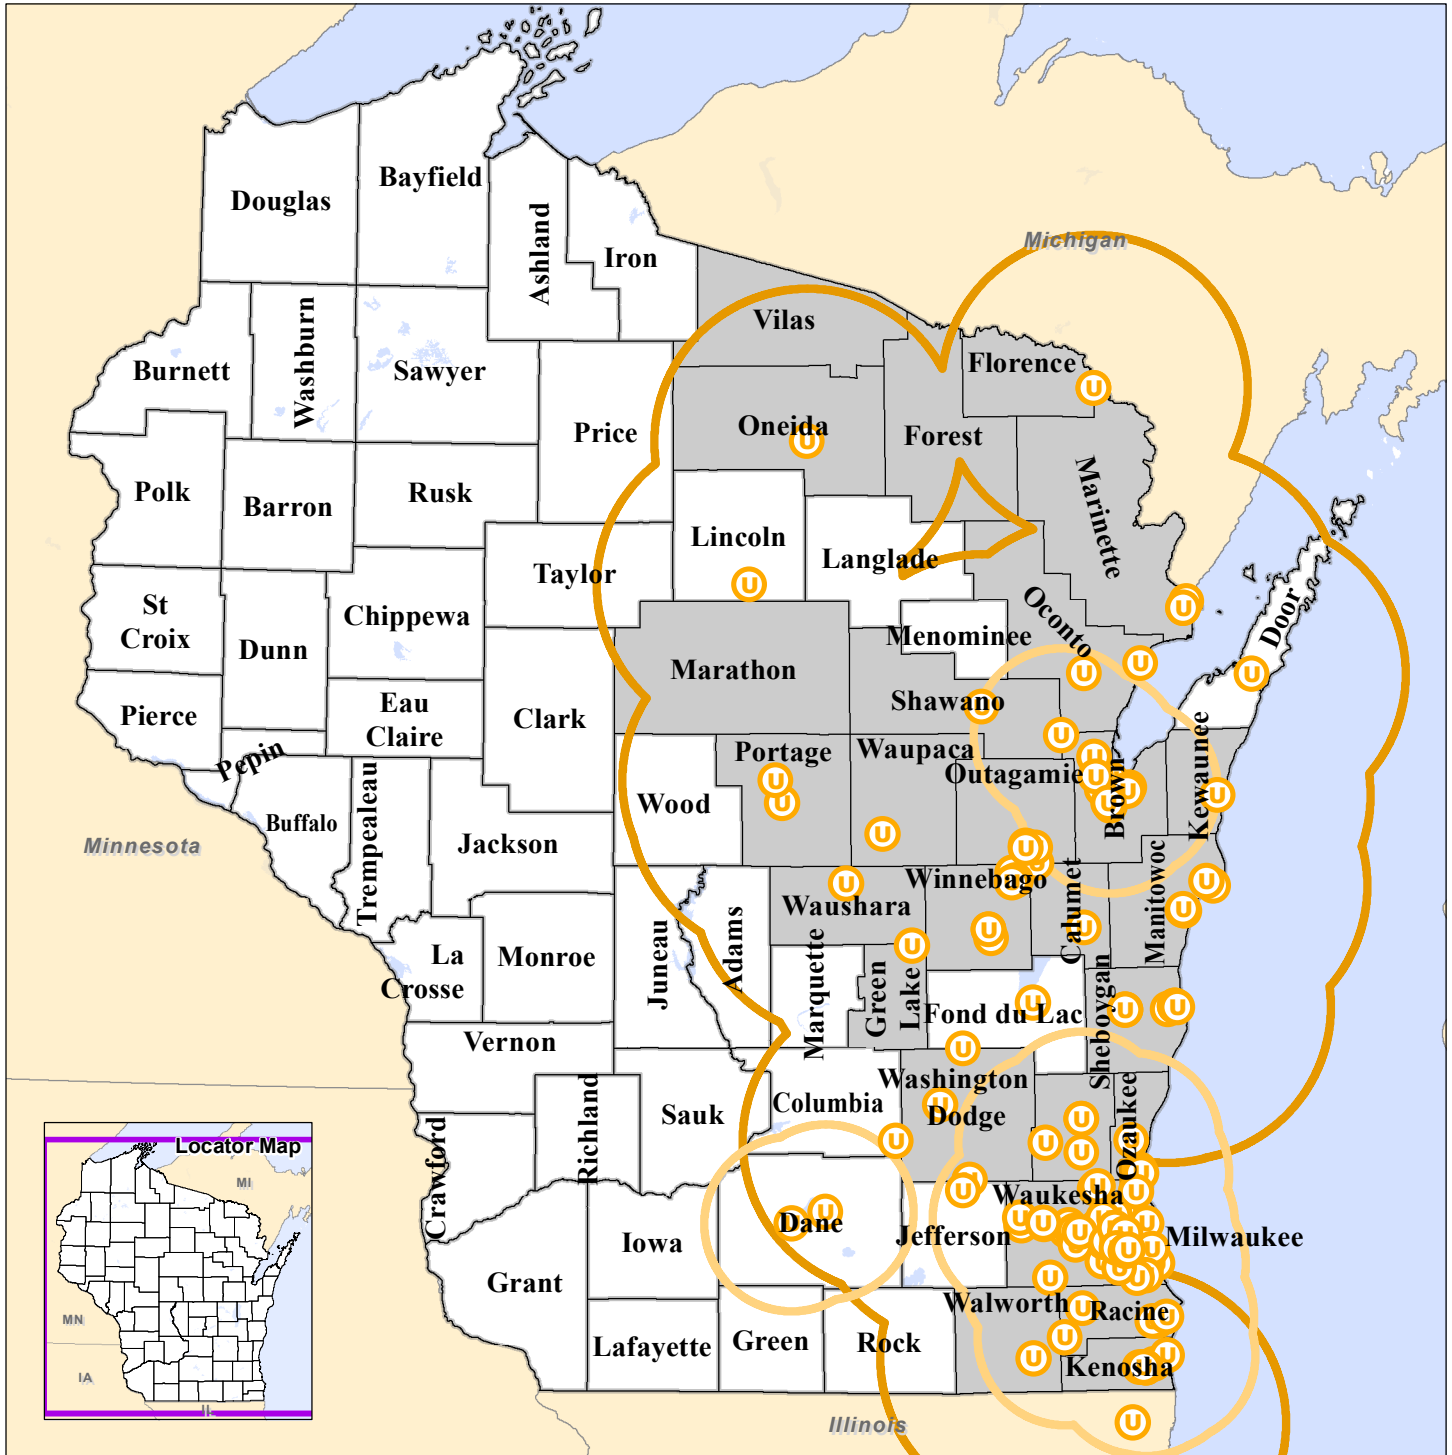 Michigan
Bayfield
Douglas
Ashland
Iron
Vilas
Florence
Burnett
Washburn
Sawyer
Price
Oneida
U
U
Forest
Marinette
Polk
Barron
Rusk
Lincoln
U
Langlade
Taylor
St
Croix
Dunn
Chippewa
Menominee
Oconto
U
U
U
Door
U
Marathon
Pierce
Eau
Claire
Clark
Shawano
U
U
Pepin
Portage
U
U
Waupaca
Outagamie
U
U
U
U
Brown
Kewaunee
U
Wood
Buffalo
Trempealeau
Jackson
Minnesota
U
U
Winnebago
U
U
Waushara
Calumet
U
Manitowoc
U
U
U
U
U
La
Crosse
Monroe
Juneau
Adams
Marquette
Green
Lake
Fond du Lac
U
U
Sheboygan
U
U
Vernon
Washington
Dodge
U
Columbia
U
Sauk
Richland
Crawford
Ozaukee
U
U
U
U
U
Waukesha
U
U
U
U
U
Milwaukee
U
U
U
U
Dane
U
Jefferson
Iowa
Grant
Walworth
U
Racine
U
U
U
U
Kenosha
Lafayette
Green
Rock
Illinois
U
Locator Map
MI
MN
IA
IL